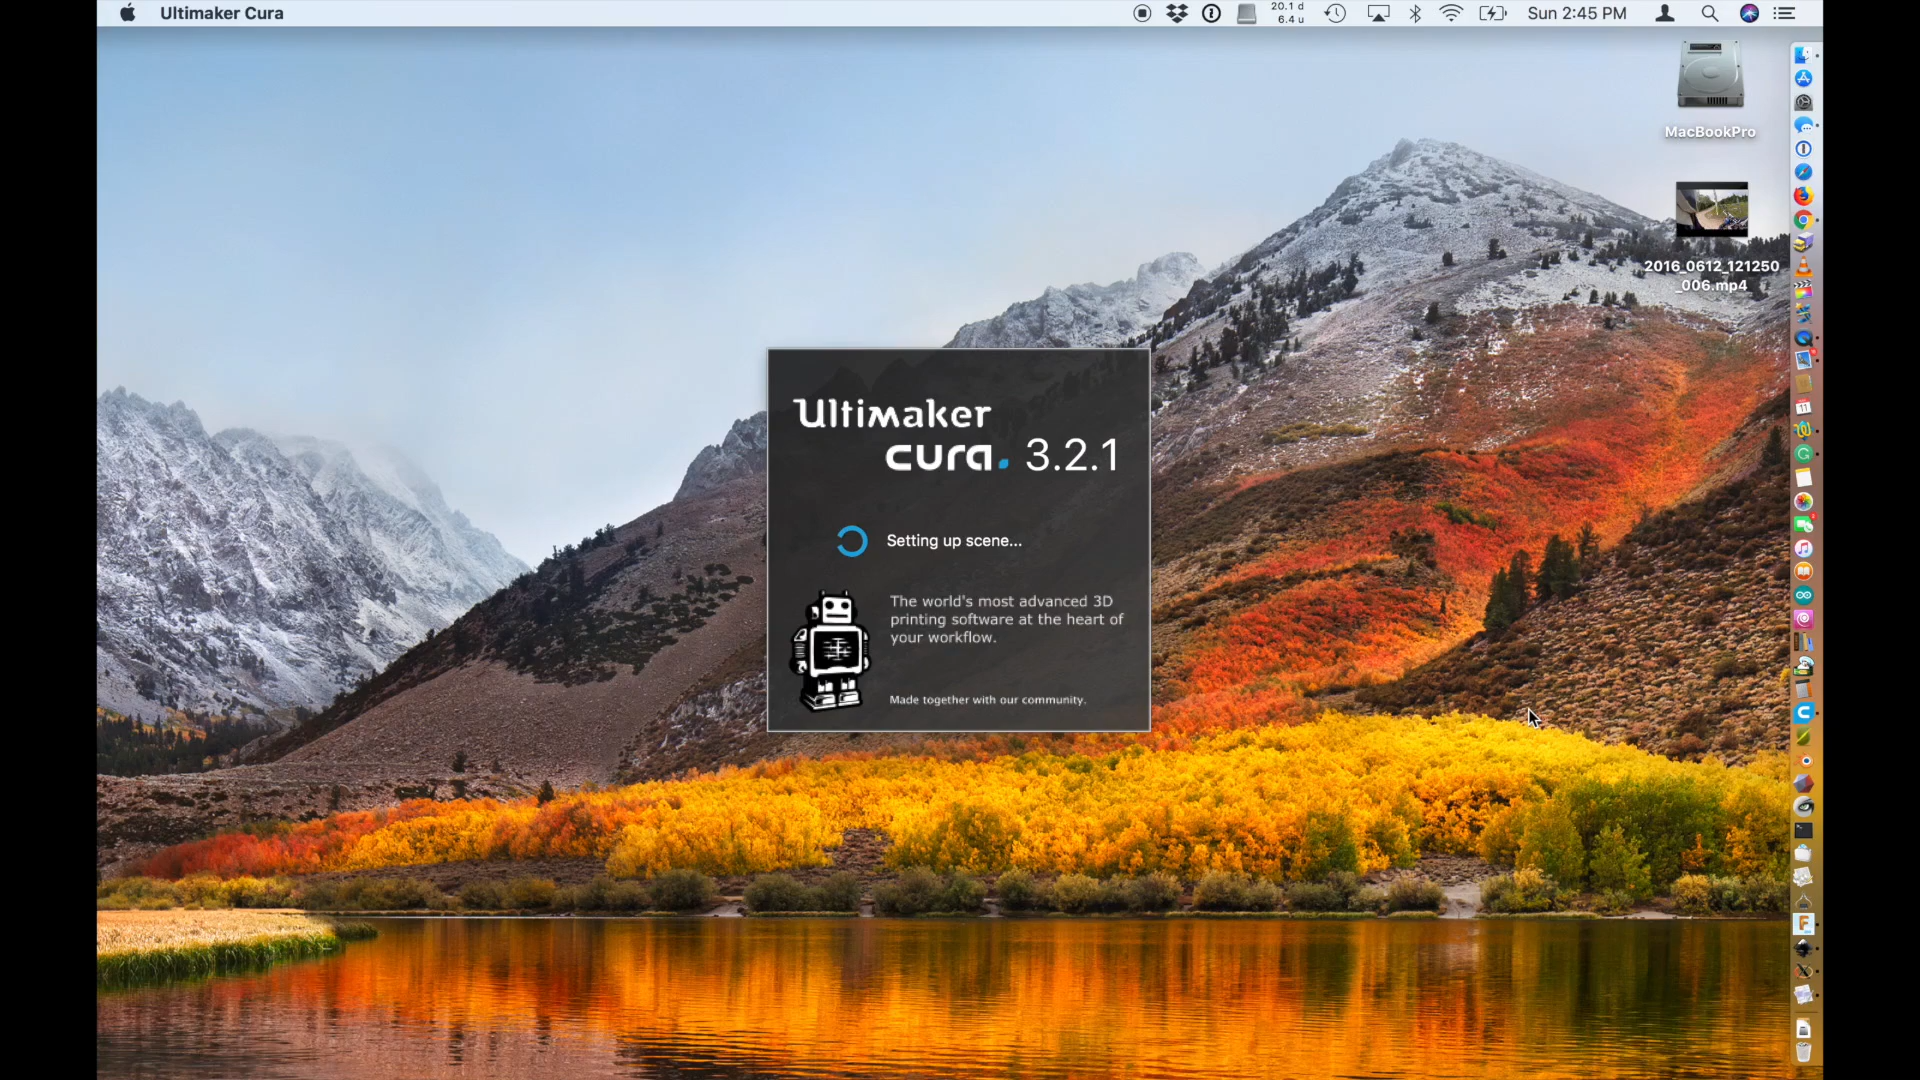 Ultimaker Cura
20.1 d
6.4 u
Sun 2:45 PM
MacBookPro
2016_0612_121250
_006.mp4
Ultimaker
cura. 3.2.1
Setting up scene...
The world's most advanced 3D
printing software at the heart of
your workflow.
Made together with our community.
11